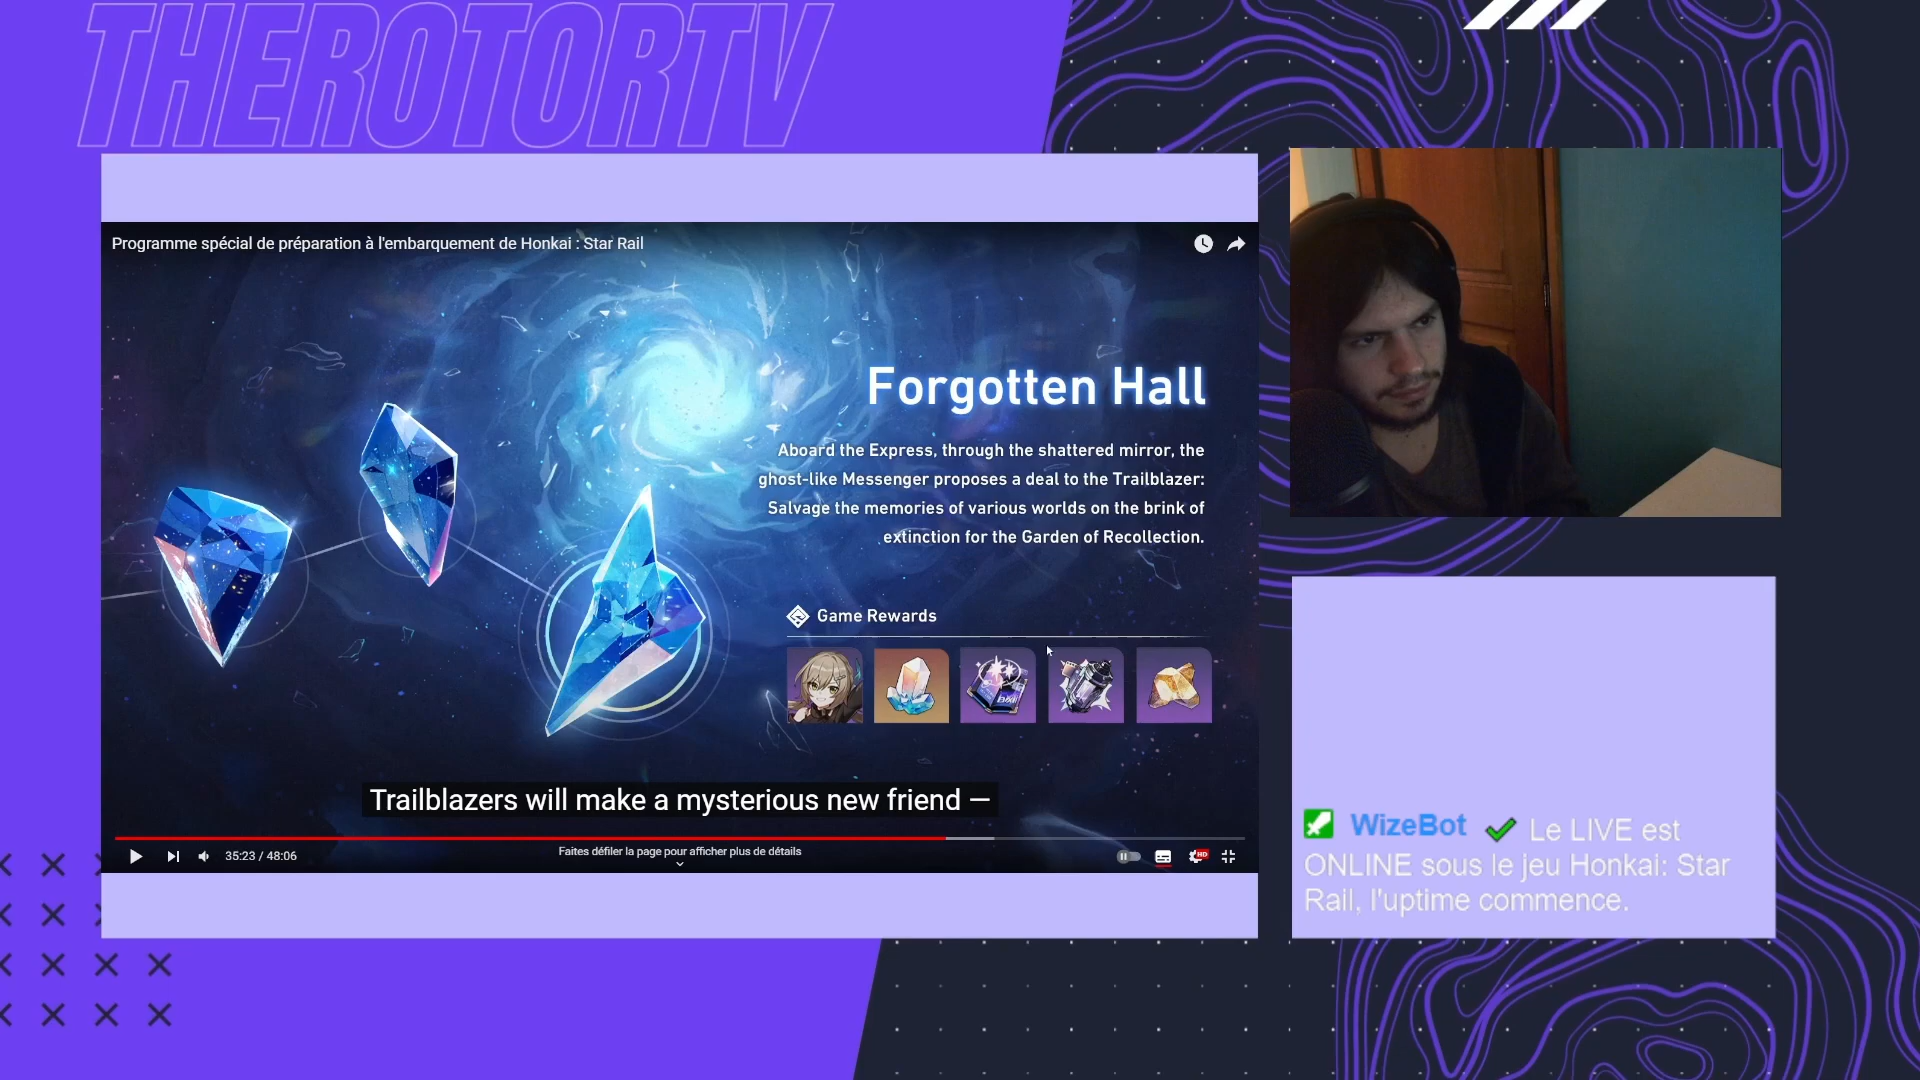 THEROTORTV
Programme spécial de préparation à l'embarquement de Honkai : Star Rail
Forgotten Hall
Aboard the Express, through the shattered mirror, the
ghost-like Messenger proposes a deal to the Trailblazer:
Salvage the memories of various worlds on the brink of
extinction for the Garden of Recollection.
Game Rewards
Trailblazers will make a mysterious new friend —
35:23 / 48:06
Faites défiler la page pour afficher plus de détails
HD
WizeBot ✔ Le LIVE est
ONLINE sous le jeu Honkai: Star
Rail, l'uptime commence.